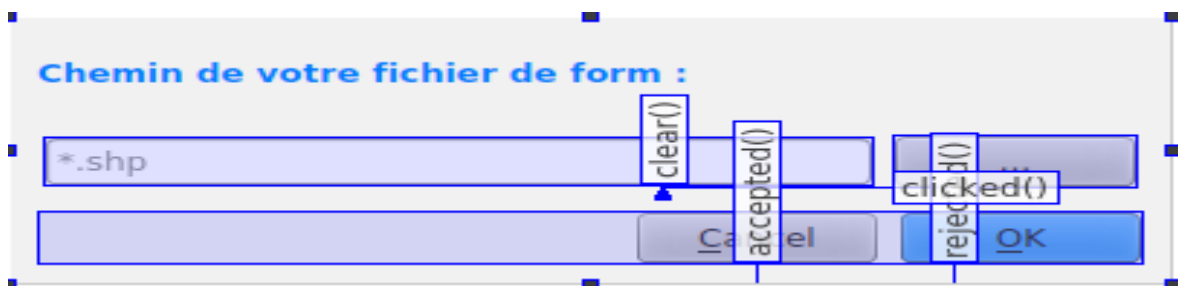 Chemin de votre fichier de form :
clear()
*.shp
...
accepted()
rejected()
clicked()
Cancel
OK